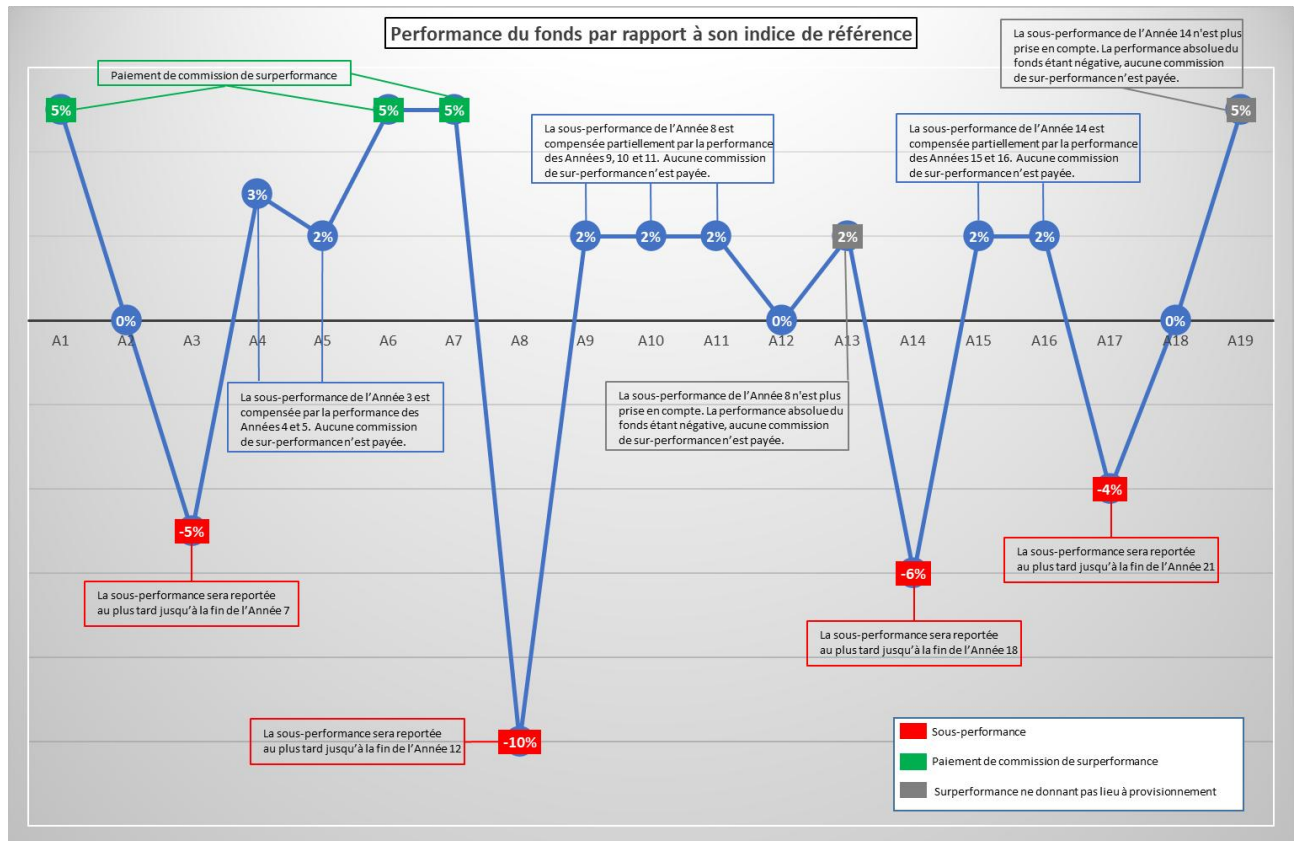 Performance du fonds par rapport à son indice de référence
La sous-performance de l'Année 14 n'est plus
prise en compte. La performance absolue du
fonds étant négative, aucune commission
de sur-performance n'est payée.
Paiement de commission de surperformance
5%
5%
5%
5%
La sous-performance de l'Année 8 est
compensée partiellement par la performance
des Années 9, 10 et 11. Aucune commission
de sur-performance n'est payée.
La sous-performance de l'Année 14 est
compensée partiellement par la performance
des Années 15 et 16. Aucune commission
de sur-performance n'est payée.
3%
2%
2%
2%
2%
2%
2%
2%
0%
0%
0%
A1
A2
A3
A4
A5
A6
A7
A8
A9
A10
A11
A12
A13
A14
A15
A16
A17
A18
A19
La sous-performance de l'Année 3 est
compensée par la performance des
Années 4 et 5. Aucune commission
de sur-performance n'est payée.
La sous-performance de l'Année 8 n'est plus
prise en compte. La performance absolue du
fonds étant négative, aucune commission
de sur-performance n'est payée.
-4%
-5%
La sous-performance sera reportée
au plus tard jusqu'à la fin de l'Année 21
-6%
La sous-performance sera reportée
au plus tard jusqu'à la fin de l'Année 7
La sous-performance sera reportée
au plus tard jusqu'à la fin de l'Année 18
La sous-performance sera reportée
au plus tard jusqu'à la fin de l'Année 12
-10%
Sous-performance
Paiement de commission de surperformance
Surperformance ne donnant pas lieu à provisionnement